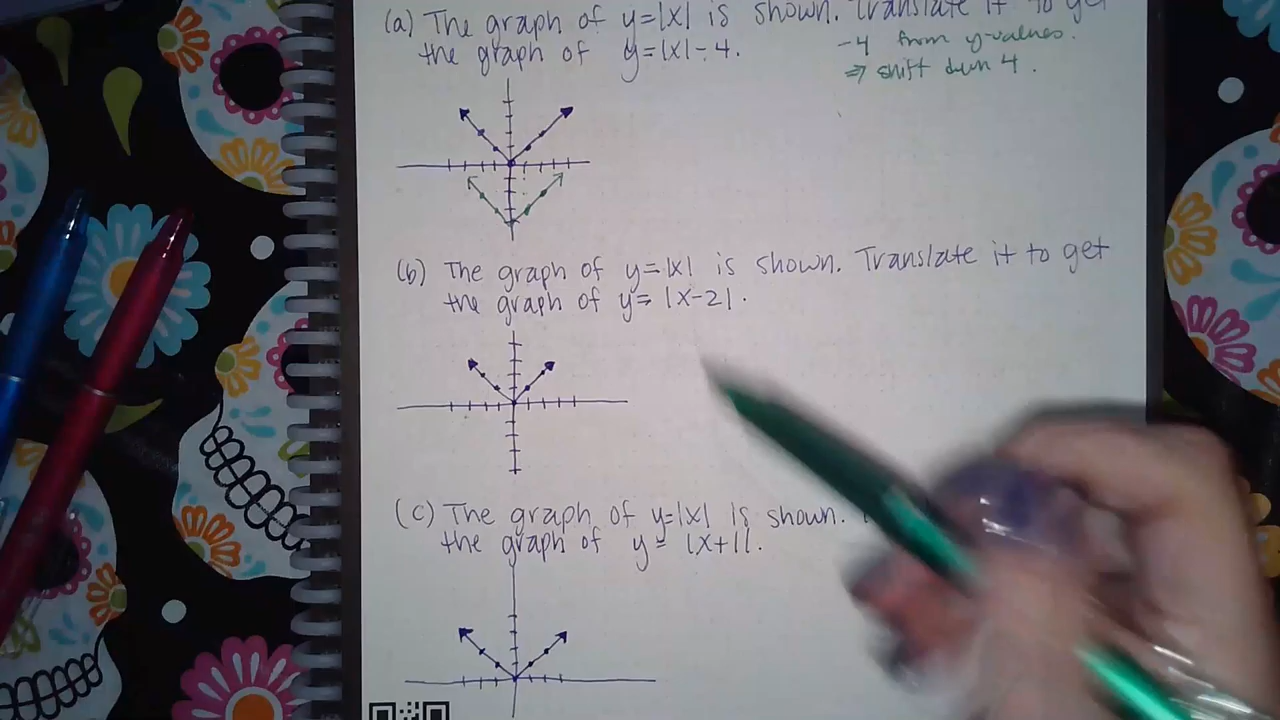 (a) The graph of y=|x| is shown. Translate it to get
the graph of y=|x|-4.
-4 from y-values.
⇒ shift down 4.
(b) The graph of y=|x| is shown. Translate it to get
the graph of y= |x-2|.
(c) The graph of y=|x| is shown.
the graph of y= |x+1|.